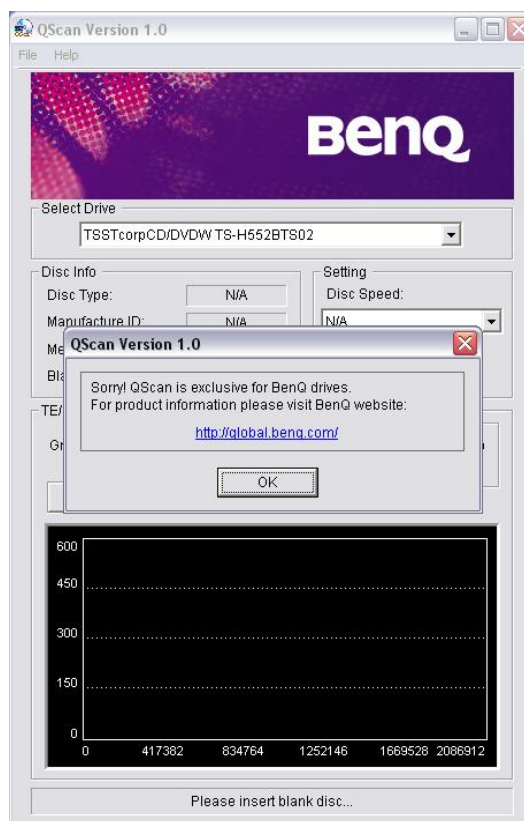 QScan Version 1.0
File Help
BenQ
Select Drive
TSSTcorpCD/DVDW TS-H552BTS02
Disc Info
Setting
Disc Type: N/A
Disc Speed:
Manufacture ID: N/A
N/A
QScan Version 1.0
Sorry! QScan is exclusive for BenQ drives.
For product information please visit BenQ website:
http://global.benq.com/
OK
TE/
600
450
300
150
0
0 417382 834764 1252146 1669528 2086912
Please insert blank disc...